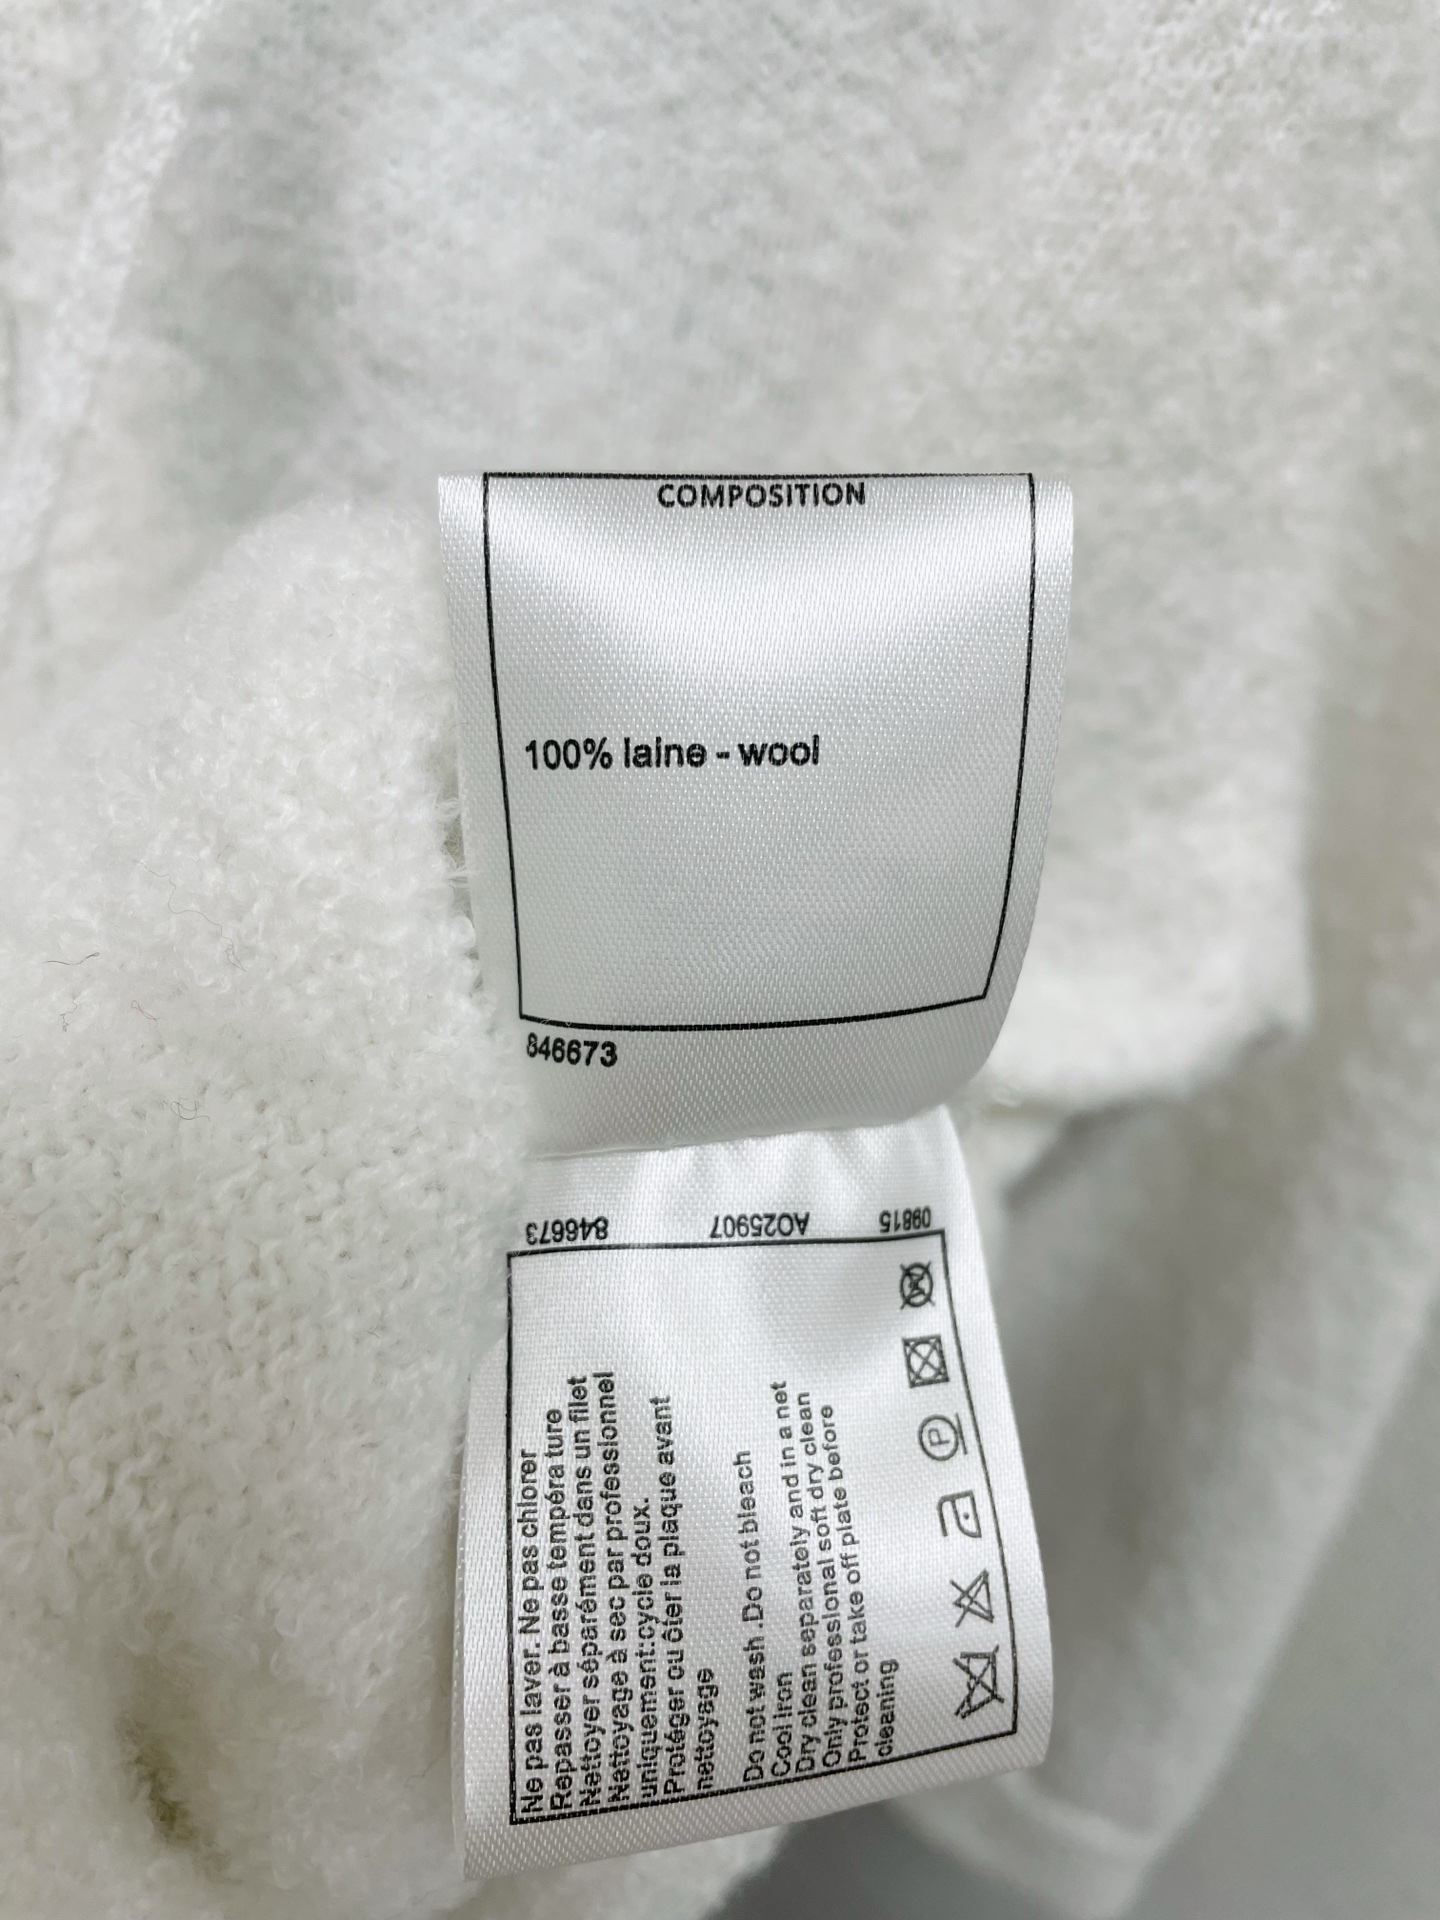 COMPOSITION
100% laine - wool
846673
846673
AO25907
09815
Ne pas laver. Ne pas chlorer
Repasser à basse tempéra ture
Nettoyer séparément dans un filet
Nettoyage à sec par professionnel
uniquement:cycle doux.
Protéger ou ôter la plaque avant
nettoyage
Do not wash .Do not bleach
Cool iron
Dry clean separately and in a net
Only professional soft dry clean
Protect or take off plate before
cleaning
P